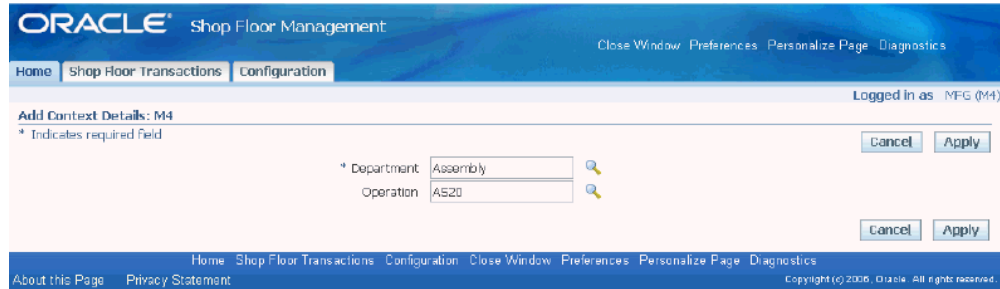 ORACLE Shop Floor Management
Close Window Preferences Personalize Page Diagnostics
Home Shop Floor Transactions Configuration
Logged in as MFG (M4)
Add Context Details: M4
* Indicates required field
Cancel Apply
* Department Assembly
Operation AS20
Cancel Apply
Home Shop Floor Transactions Configuration Close Window Preferences Personalize Page Diagnostics
About this Page Privacy Statement Copyright (c) 2006, Oracle. All rights reserved.